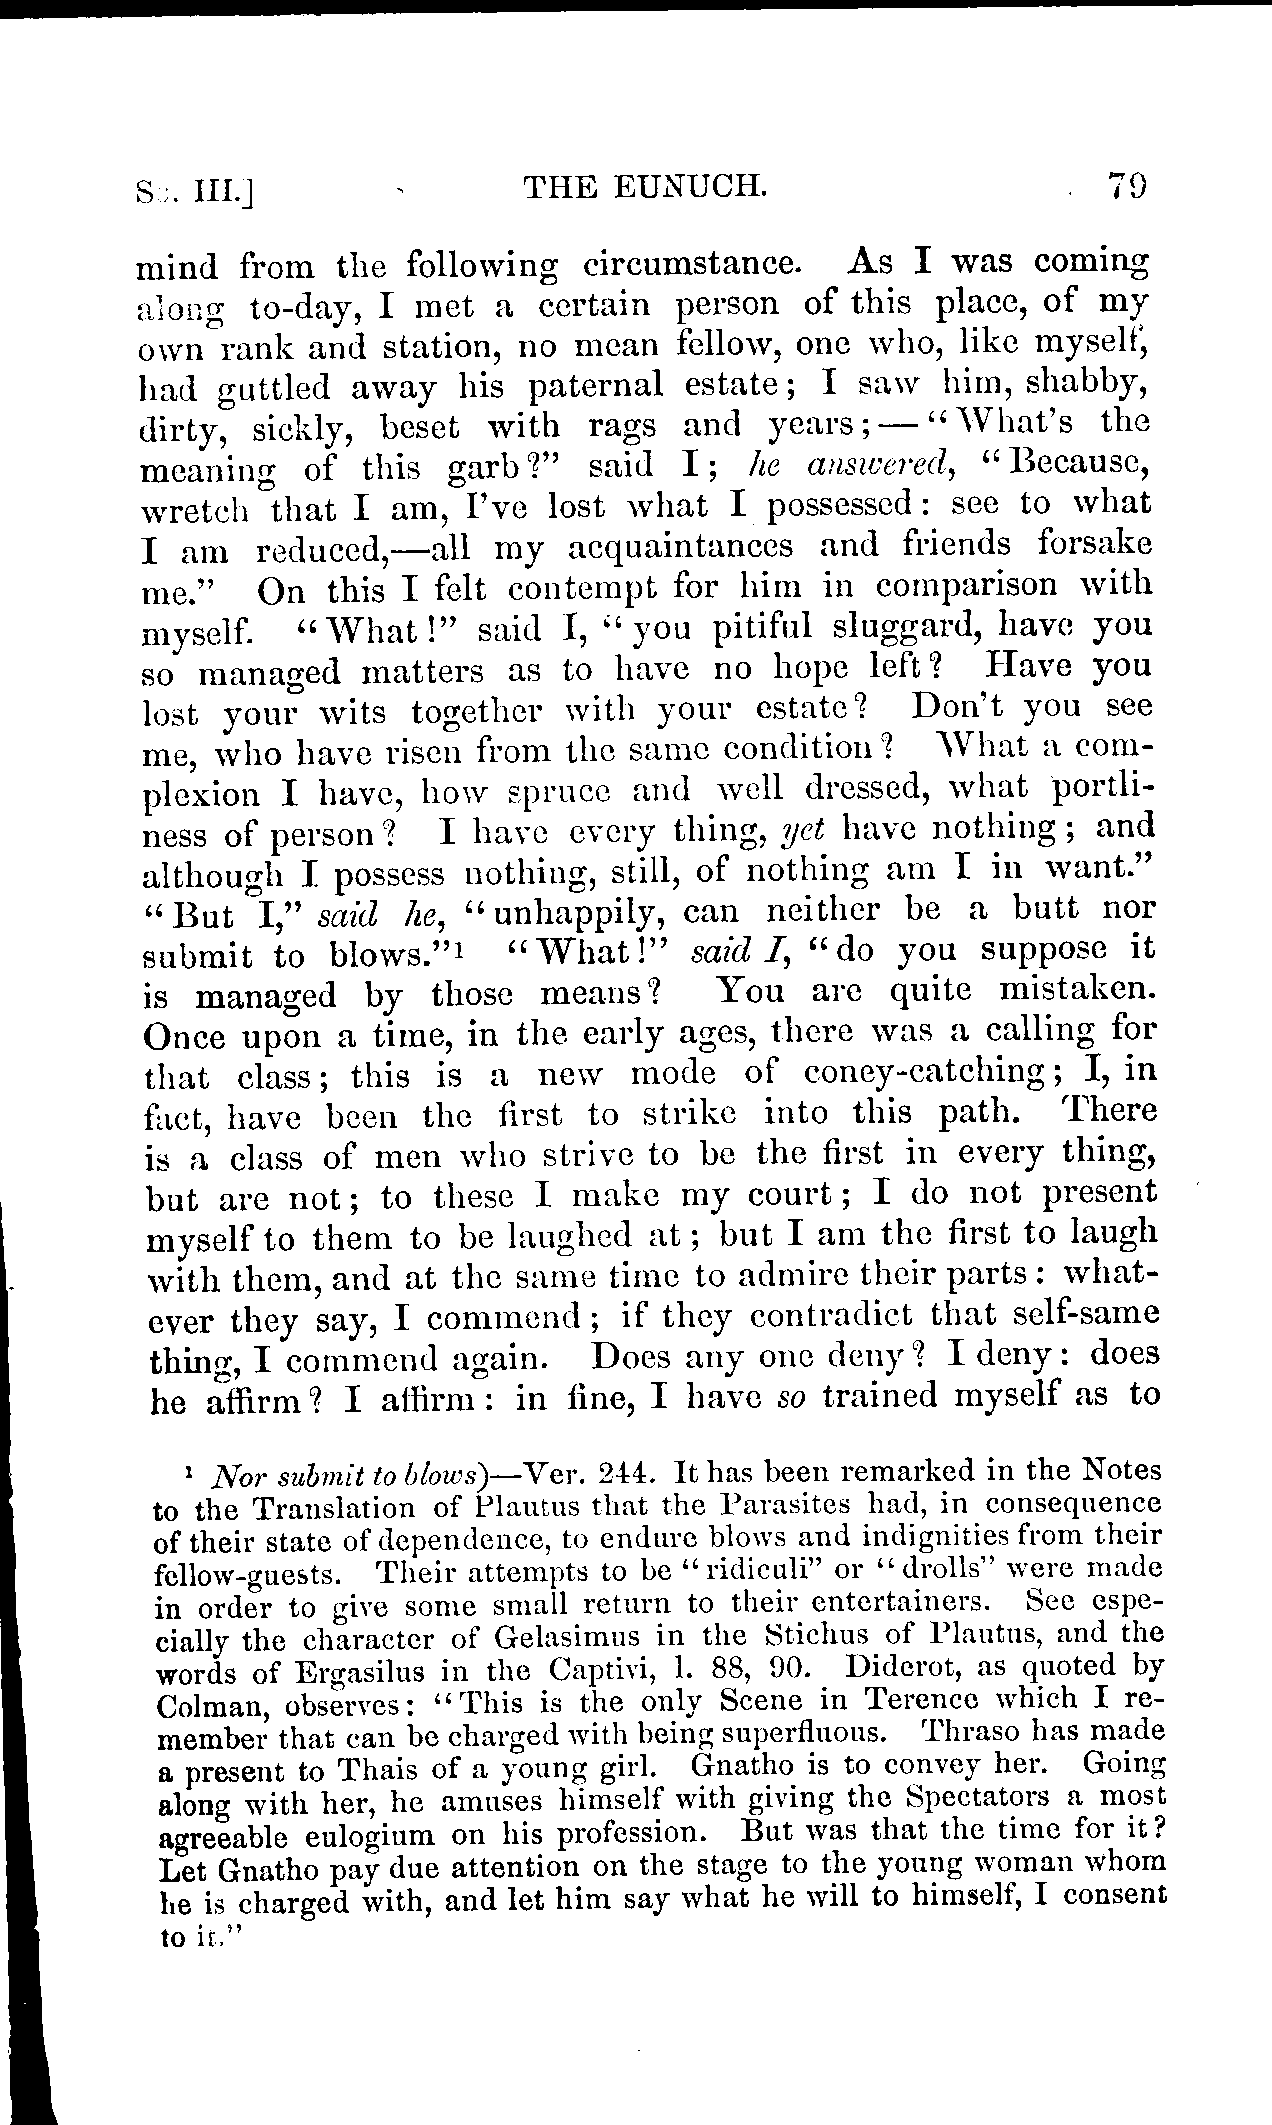 Sc. III.] THE EUNUCH. 79
mind from the following circumstance. As I was coming
along to-day, I met a certain person of this place, of my
own rank and station, no mean fellow, one who, like myself,
had guttled away his paternal estate; I saw him, shabby,
dirty, sickly, beset with rags and years;—"What's the
meaning of this garb?" said I; he answered, "Because,
wretch that I am, I've lost what I possessed: see to what
I am reduced,—all my acquaintances and friends forsake
me." On this I felt contempt for him in comparison with
myself. "What!" said I, "you pitiful sluggard, have you
so managed matters as to have no hope left? Have you
lost your wits together with your estate? Don't you see
me, who have risen from the same condition? What a com-
plexion I have, how spruce and well dressed, what portli-
ness of person? I have every thing, yet have nothing; and
although I possess nothing, still, of nothing am I in want."
"But I," said he, "unhappily, can neither be a butt nor
submit to blows."¹ "What!" said I, "do you suppose it
is managed by those means? You are quite mistaken.
Once upon a time, in the early ages, there was a calling for
that class; this is a new mode of coney-catching; I, in
fact, have been the first to strike into this path. There
is a class of men who strive to be the first in every thing,
but are not; to these I make my court; I do not present
myself to them to be laughed at; but I am the first to laugh
with them, and at the same time to admire their parts: what-
ever they say, I commend; if they contradict that self-same
thing, I commend again. Does any one deny? I deny: does
he affirm? I affirm: in fine, I have so trained myself as to
¹ Nor submit to blows)—Ver. 244. It has been remarked in the Notes
to the Translation of Plautus that the Parasites had, in consequence
of their state of dependence, to endure blows and indignities from their
fellow-guests. Their attempts to be "ridiculi" or "drolls" were made
in order to give some small return to their entertainers. See espe-
cially the character of Gelasimus in the Stichus of Plautus, and the
words of Ergasilus in the Captivi, l. 88, 90. Diderot, as quoted by
Colman, observes: "This is the only Scene in Terence which I re-
member that can be charged with being superfluous. Thraso has made
a present to Thais of a young girl. Gnatho is to convey her. Going
along with her, he amuses himself with giving the Spectators a most
agreeable eulogium on his profession. But was that the time for it?
Let Gnatho pay due attention on the stage to the young woman whom
he is charged with, and let him say what he will to himself, I consent
to it."